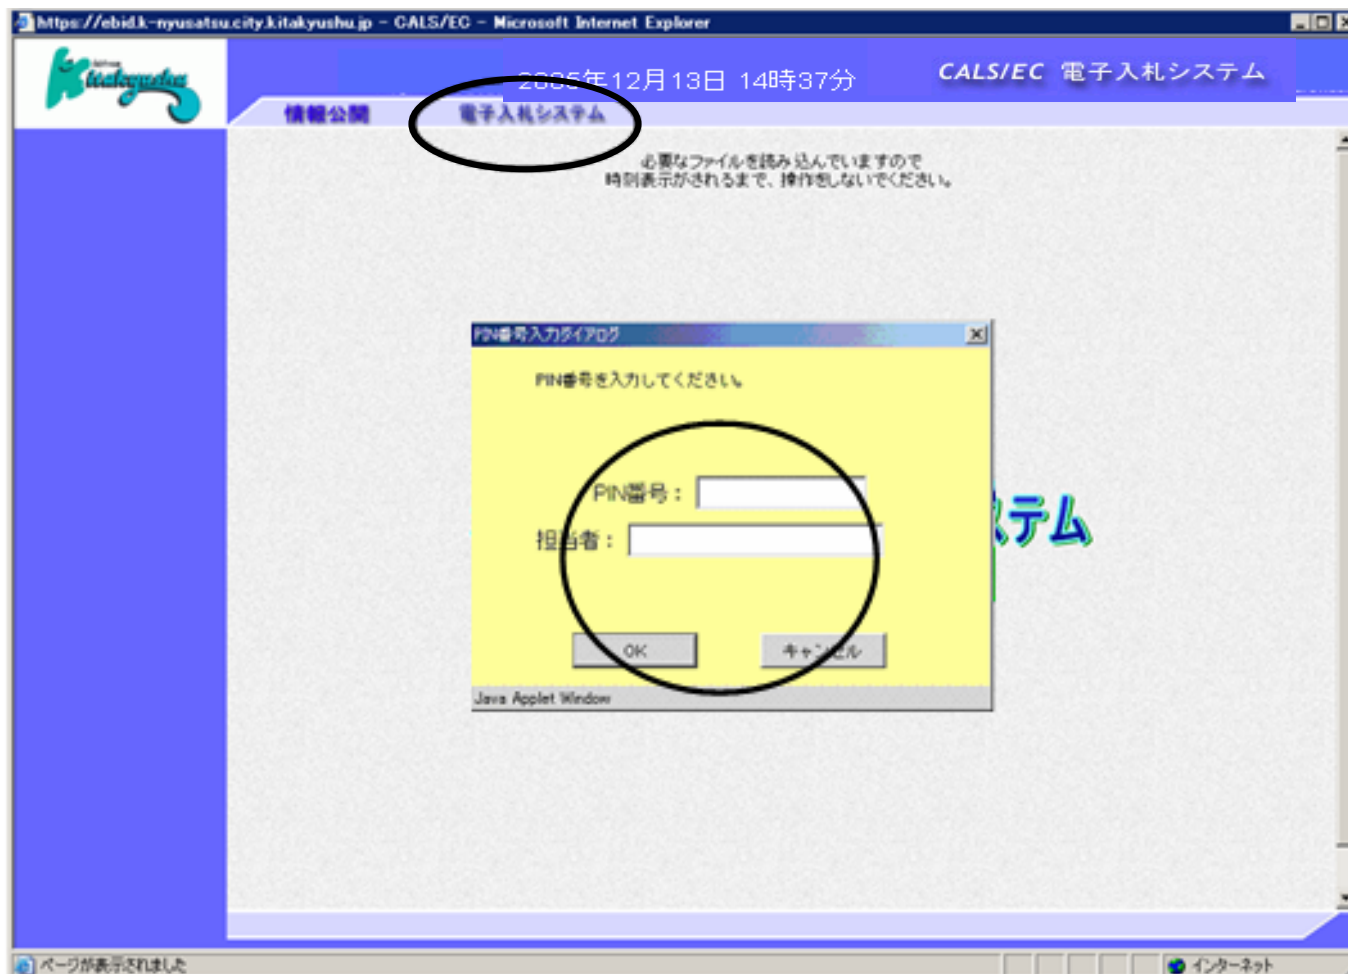 https://ebid.k-nyusatsu.city.kitakyushu.jp - CALS/EC - Microsoft Internet Explorer
Kitakyushu
2005年12月13日 14時37分
CALS/EC 電子入札システム
情報公開
電子入札システム
必要なファイルを読み込んでいますので
時刻表示がされるまで、操作をしないでください。
PIN番号入力ダイアログ
PIN番号を入力してください。
PIN番号：
担当者：
ステム
OK
キャンセル
Java Applet Window
ページが表示されました
インターネット